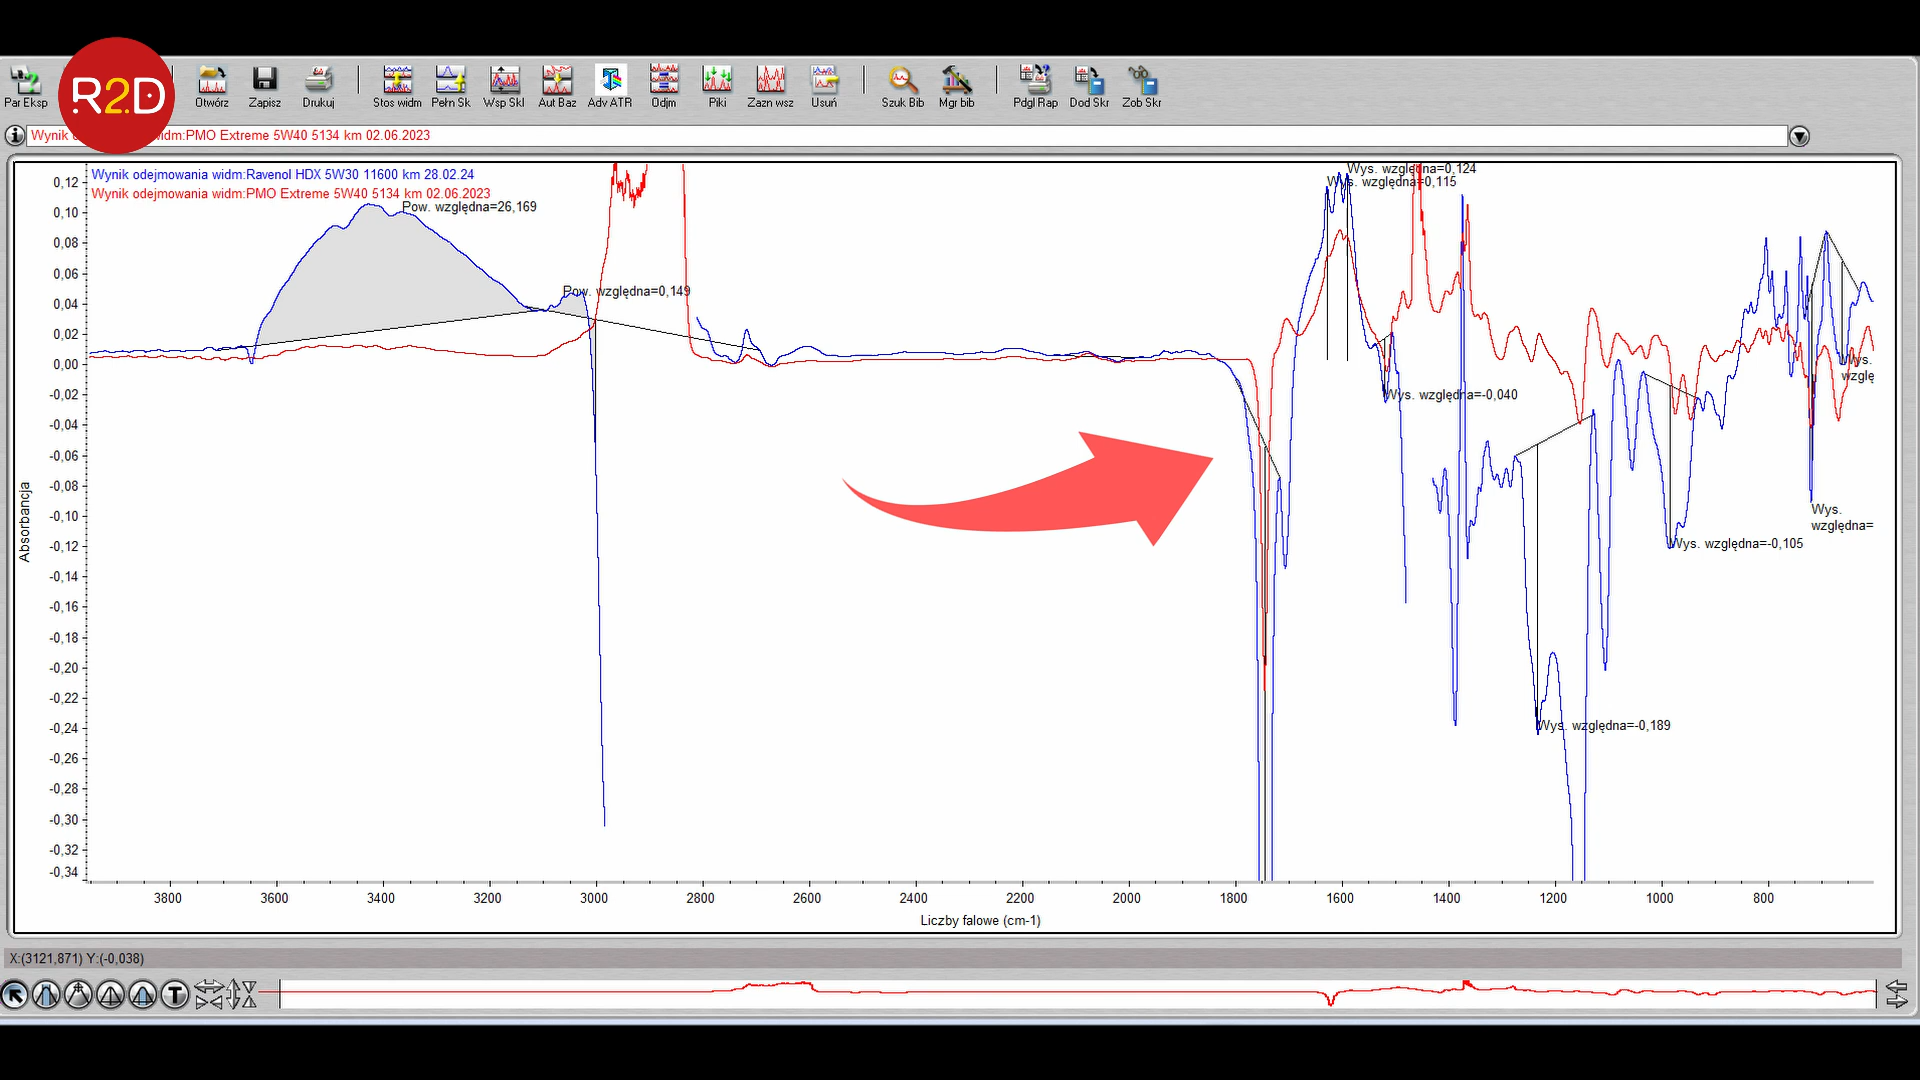 R2D
Par Eksp
Otwórz
Zapisz
Drukuj
Stos widm
Pełn Sk
Wsp Skl
Aut Baz
Adv ATR
Odjm
Piki
Zazn wsz
Usuń
Szuk Bib
Mgr bib
Pdgl Rap
Dod Skr
Zob Skr
Wynik idm:PMO Extreme 5W40 5134 km 02.06.2023
Wynik odejmowania widm:Ravenol HDX 5W30 11600 km 28.02.24
Wynik odejmowania widm:PMO Extreme 5W40 5134 km 02.06.2023
Pow. względna=26,169
Pow. względna=0,149
Wys. względna=0,124
Wys. względna=0,115
Wys. względna=-0,040
Wys.
wzglę
Wys.
względna=
Wys. względna=-0,105
Wys. względna=-0,189
Absorbancja
0,12
0,10
0,08
0,06
0,04
0,02
0,00
-0,02
-0,04
-0,06
-0,08
-0,10
-0,12
-0,14
-0,16
-0,18
-0,20
-0,22
-0,24
-0,26
-0,28
-0,30
-0,32
-0,34
3800 3600 3400 3200 3000 2800 2600 2400 2200 2000 1800 1600 1400 1200 1000 800
Liczby falowe (cm-1)
X:(3121,871) Y:(-0,038)
T